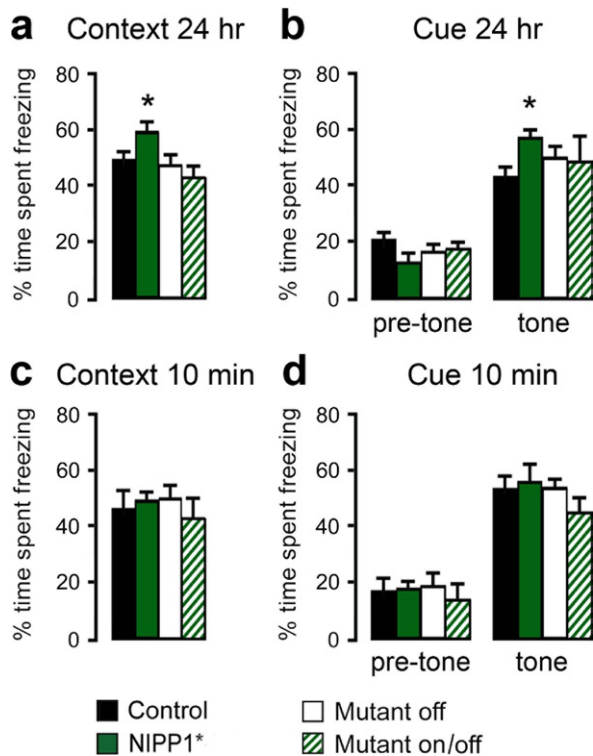 a Context 24 hr
b Cue 24 hr
% time spent freezing
80
60
40
20
0
*
% time spent freezing
80
60
40
20
0
*
pre-tone tone
c Context 10 min
d Cue 10 min
% time spent freezing
80
60
40
20
0
% time spent freezing
80
60
40
20
0
pre-tone tone
Control
Mutant off
NIPP1*
Mutant on/off